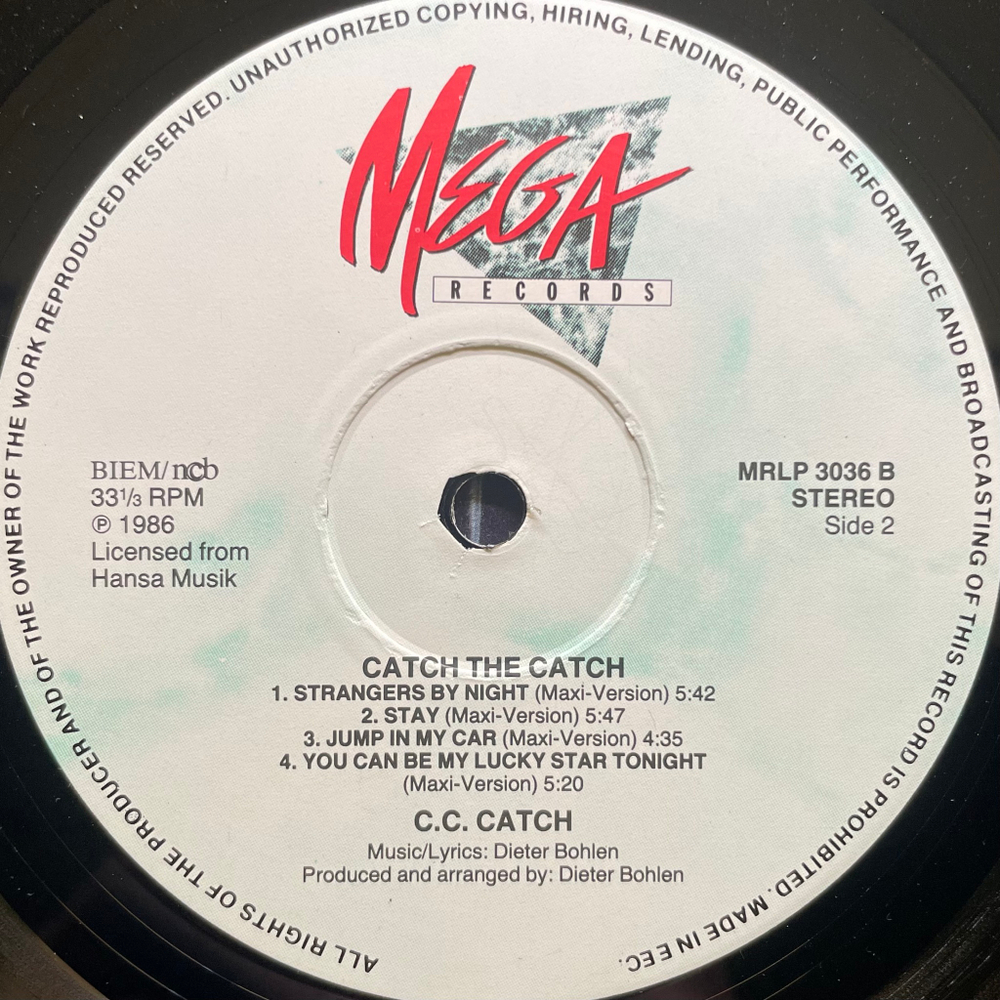 ALL RIGHTS OF THE PRODUCER AND OF THE OWNER OF THE WORK REPRODUCED RESERVED. UNAUTHORIZED COPYING, HIRING, LENDING, PUBLIC PERFORMANCE AND BROADCASTING OF THIS RECORD IS PROHIBITED. MADE IN EEC.
MEGA
RECORDS
BIEM/ncb
33 1/3 RPM
℗ 1986
Licensed from
Hansa Musik
MRLP 3036 B
STEREO
Side 2
CATCH THE CATCH
1. STRANGERS BY NIGHT (Maxi-Version) 5:42
2. STAY (Maxi-Version) 5:47
3. JUMP IN MY CAR (Maxi-Version) 4:35
4. YOU CAN BE MY LUCKY STAR TONIGHT
(Maxi-Version) 5:20
C.C. CATCH
Music/Lyrics: Dieter Bohlen
Produced and arranged by: Dieter Bohlen